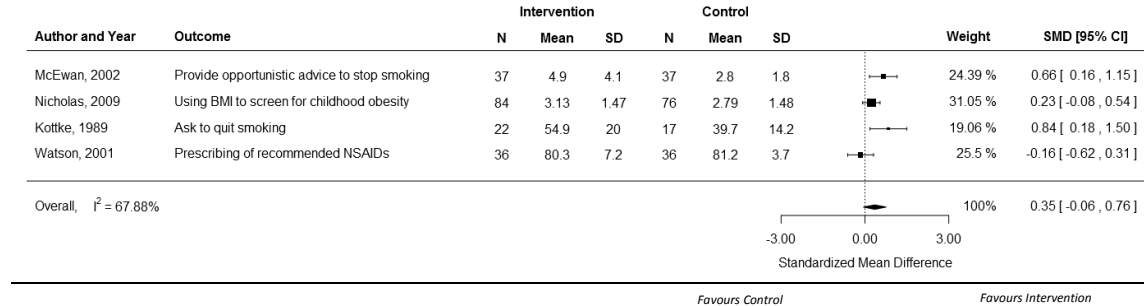 Intervention Control
Author and Year Outcome N Mean SD N Mean SD Weight SMD [95% CI]
McEwan, 2002 Provide opportunistic advice to stop smoking 37 4.9 4.1 37 2.8 1.8 24.39 % 0.66 [ 0.16 , 1.15 ]
Nicholas, 2009 Using BMI to screen for childhood obesity 84 3.13 1.47 76 2.79 1.48 31.05 % 0.23 [ -0.08 , 0.54 ]
Kottke, 1989 Ask to quit smoking 22 54.9 20 17 39.7 14.2 19.06 % 0.84 [ 0.18 , 1.50 ]
Watson, 2001 Prescribing of recommended NSAIDs 36 80.3 7.2 36 81.2 3.7 25.5 % -0.16 [ -0.62 , 0.31 ]
Overall, I² = 67.88% 100% 0.35 [ -0.06 , 0.76 ]
-3.00 0.00 3.00
Standardized Mean Difference
Favours Control Favours Intervention